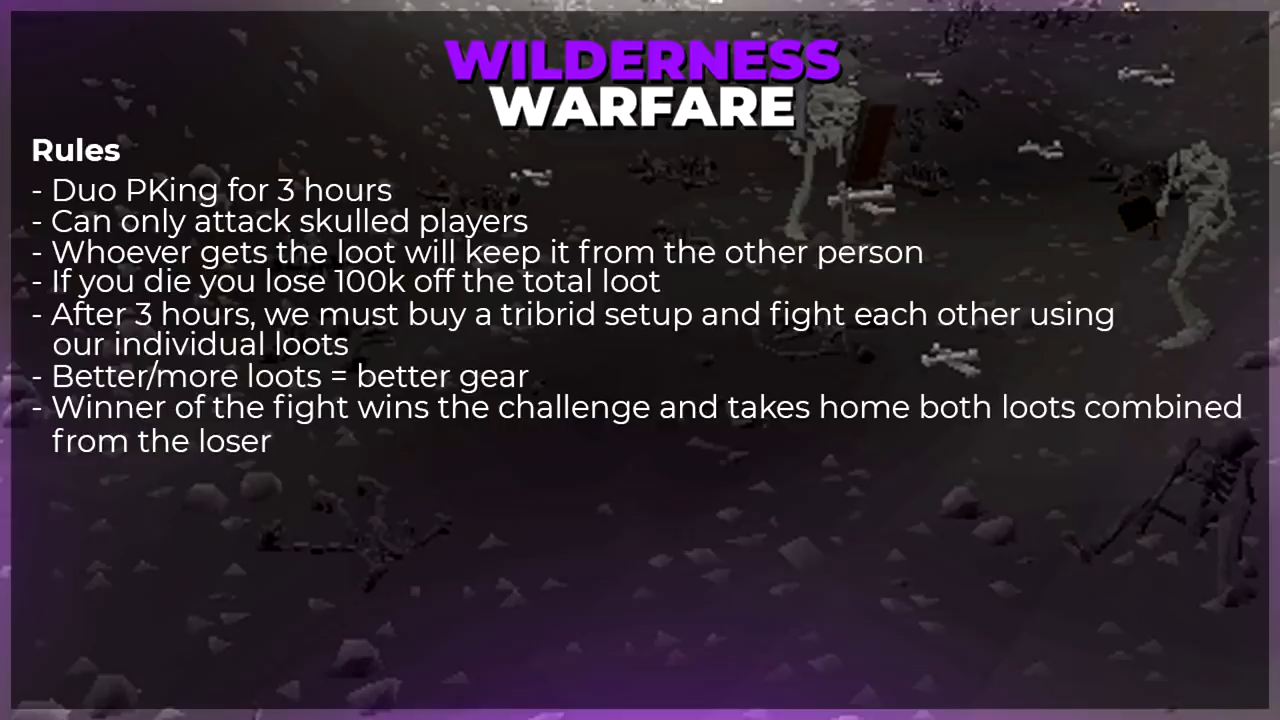 WILDERNESS
WARFARE
Rules
- Duo PKing for 3 hours
- Can only attack skulled players
- Whoever gets the loot will keep it from the other person
- If you die you lose 100k off the total loot
- After 3 hours, we must buy a tribrid setup and fight each other using
our individual loots
- Better/more loots = better gear
- Winner of the fight wins the challenge and takes home both loots combined
from the loser